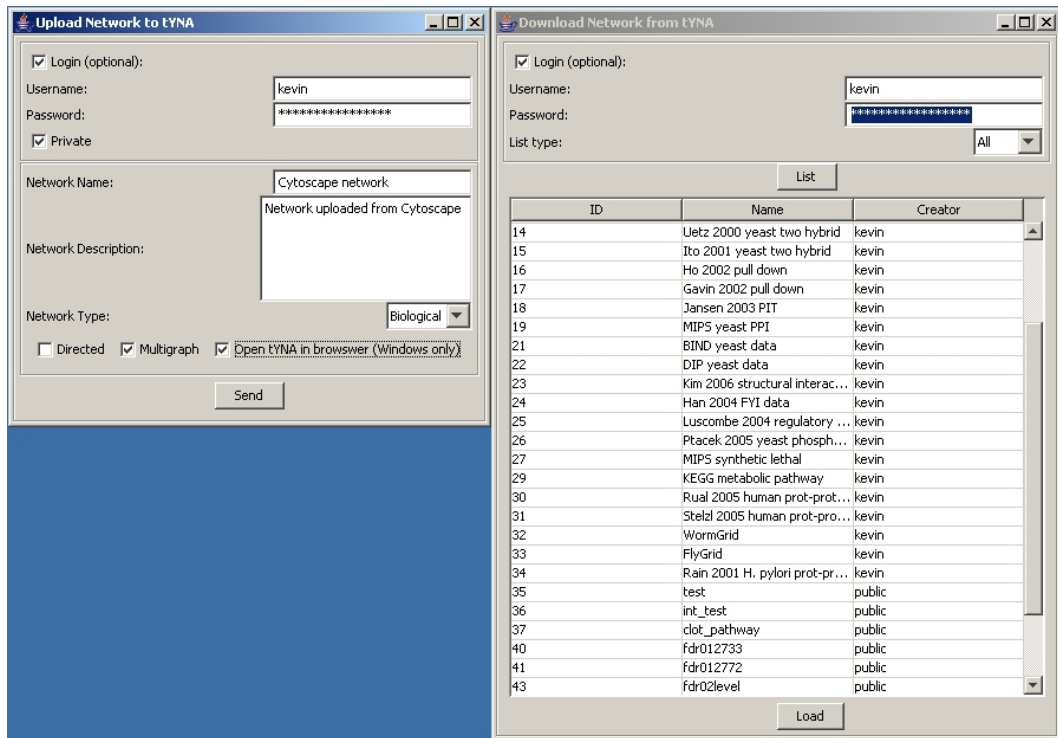 Upload Network to tYNA
Login (optional):
Username: kevin
Password: ****************
Private
Network Name: Cytoscape network
Network Description: Network uploaded from Cytoscape
Network Type: Biological
Directed Multigraph Open tYNA in browswer (Windows only)
Send
Download Network from tYNA
Login (optional):
Username: kevin
Password: *****************
List type: All
List
ID Name Creator
14 Uetz 2000 yeast two hybrid kevin
15 Ito 2001 yeast two hybrid kevin
16 Ho 2002 pull down kevin
17 Gavin 2002 pull down kevin
18 Jansen 2003 PIT kevin
19 MIPS yeast PPI kevin
21 BIND yeast data kevin
22 DIP yeast data kevin
23 Kim 2006 structural interac... kevin
24 Han 2004 FYI data kevin
25 Luscombe 2004 regulatory ... kevin
26 Ptacek 2005 yeast phosph... kevin
27 MIPS synthetic lethal kevin
29 KEGG metabolic pathway kevin
30 Rual 2005 human prot-prot... kevin
31 Stelzl 2005 human prot-pro... kevin
32 WormGrid kevin
33 FlyGrid kevin
34 Rain 2001 H. pylori prot-pr... kevin
35 test public
36 int_test public
37 clot_pathway public
40 fdr012733 public
41 fdr012772 public
43 fdr02level public
Load